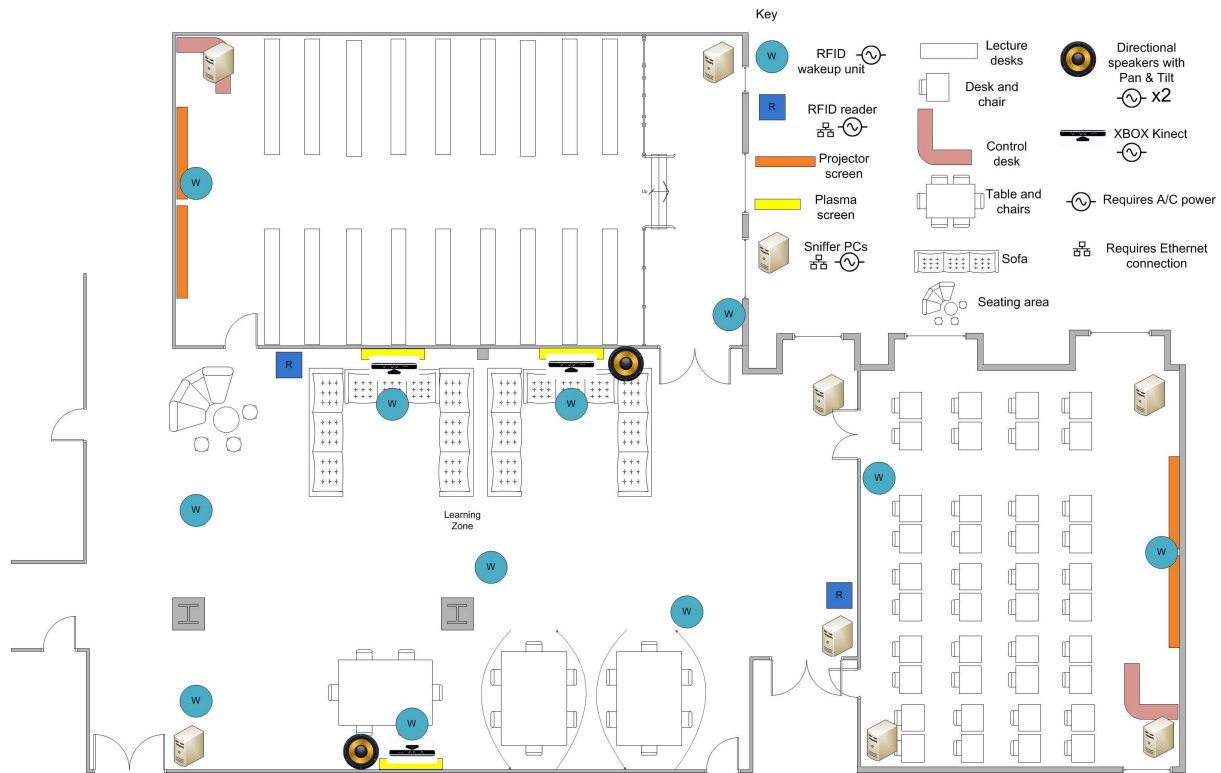 Key
W
RFID
wakeup unit
R
RFID reader
Projector
screen
Plasma
screen
Sniffer PCs
Lecture
desks
Desk and
chair
Control
desk
Table and
chairs
Sofa
Seating area
Directional
speakers with
Pan & Tilt
x2
XBOX Kinect
Requires A/C power
Requires Ethernet
connection
W
Up
W
R
W
W
W
W
Learning
Zone
W
W
W
R
W
W
W